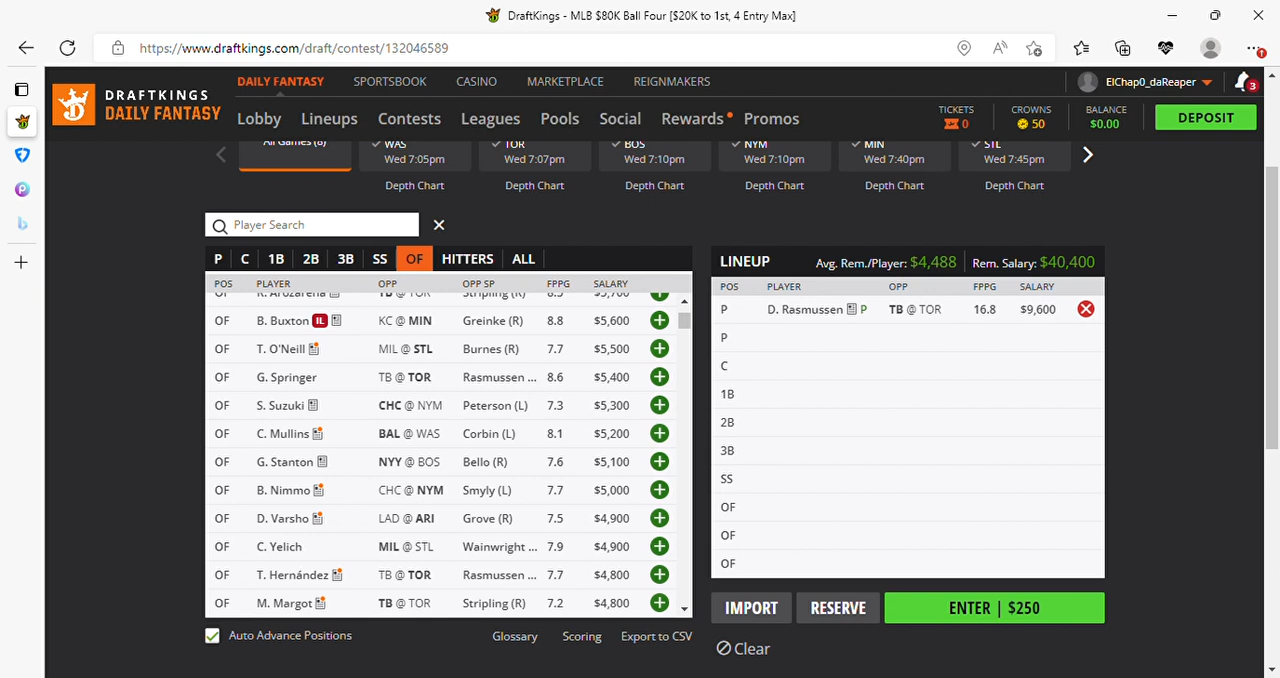 DraftKings - MLB $80K Ball Four [$20K to 1st, 4 Entry Max]
https://www.draftkings.com/draft/contest/132046589
DRAFTKINGS
DAILY FANTASY
DAILY FANTASY SPORTSBOOK CASINO MARKETPLACE REIGNMAKERS
ElChap0_daReaper 3
Lobby Lineups Contests Leagues Pools Social Rewards Promos
TICKETS 0 CROWNS 50 BALANCE $0.00 DEPOSIT
All Games (8) WAS TOR BOS NYM MIN STL
Wed 7:05pm Wed 7:07pm Wed 7:10pm Wed 7:10pm Wed 7:40pm Wed 7:45pm
Depth Chart Depth Chart Depth Chart Depth Chart Depth Chart Depth Chart
Player Search
P C 1B 2B 3B SS OF HITTERS ALL
POS PLAYER OPP OPP SP FPPG SALARY
OF R. Arozarena TB @ TOR Stripling (R) 8.5 $5,700
OF B. Buxton IL KC @ MIN Greinke (R) 8.8 $5,600
OF T. O'Neill MIL @ STL Burnes (R) 7.7 $5,500
OF G. Springer TB @ TOR Rasmussen ... 8.6 $5,400
OF S. Suzuki CHC @ NYM Peterson (L) 7.3 $5,300
OF C. Mullins BAL @ WAS Corbin (L) 8.1 $5,200
OF G. Stanton NYY @ BOS Bello (R) 7.6 $5,100
OF B. Nimmo CHC @ NYM Smyly (L) 7.7 $5,000
OF D. Varsho LAD @ ARI Grove (R) 7.5 $4,900
OF C. Yelich MIL @ STL Wainwright ... 7.9 $4,900
OF T. Hernández TB @ TOR Rasmussen ... 7.7 $4,800
OF M. Margot TB @ TOR Stripling (R) 7.2 $4,800
Auto Advance Positions Glossary Scoring Export to CSV
LINEUP Avg. Rem./Player: $4,488 Rem. Salary: $40,400
POS PLAYER OPP FPPG SALARY
P D. Rasmussen P TB @ TOR 16.8 $9,600
P
C
1B
2B
3B
SS
OF
OF
OF
IMPORT RESERVE ENTER | $250
Clear